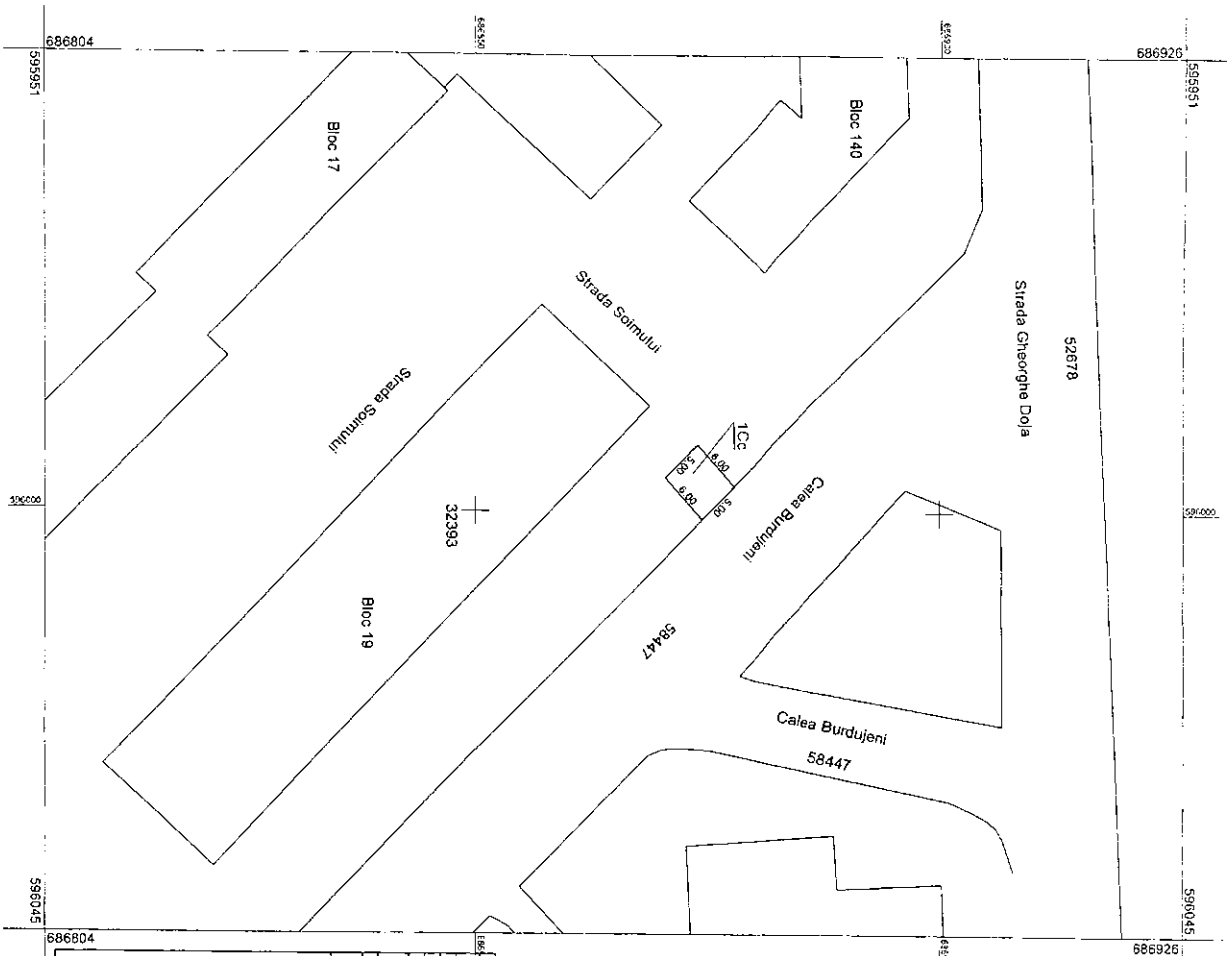 686804
686850
686900
686926
595951
595951
Bloc 17
Bloc 140
Strada Soimului
Strada Gheorghe Doja
52678
Strada Soimului
1Cc
6.00
5.00
6.00
5.00
Calea Burdujeni
596000
596000
32393
Bloc 19
58447
Calea Burdujeni
58447
596045
596045
686804
686926